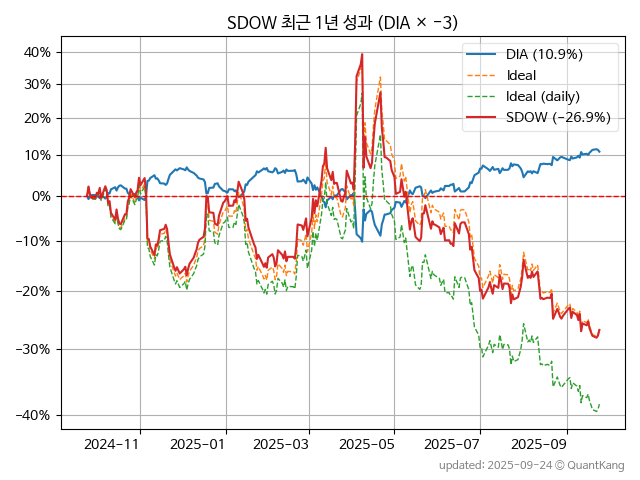 SDOW 최근 1년 성과 (DIA × −3)
DIA (10.9%)
Ideal
Ideal (daily)
SDOW (−26.9%)
40%
30%
20%
10%
0%
−10%
−20%
−30%
−40%
2024-11
2025-01
2025-03
2025-05
2025-07
2025-09
updated: 2025-09-24 © QuantKang